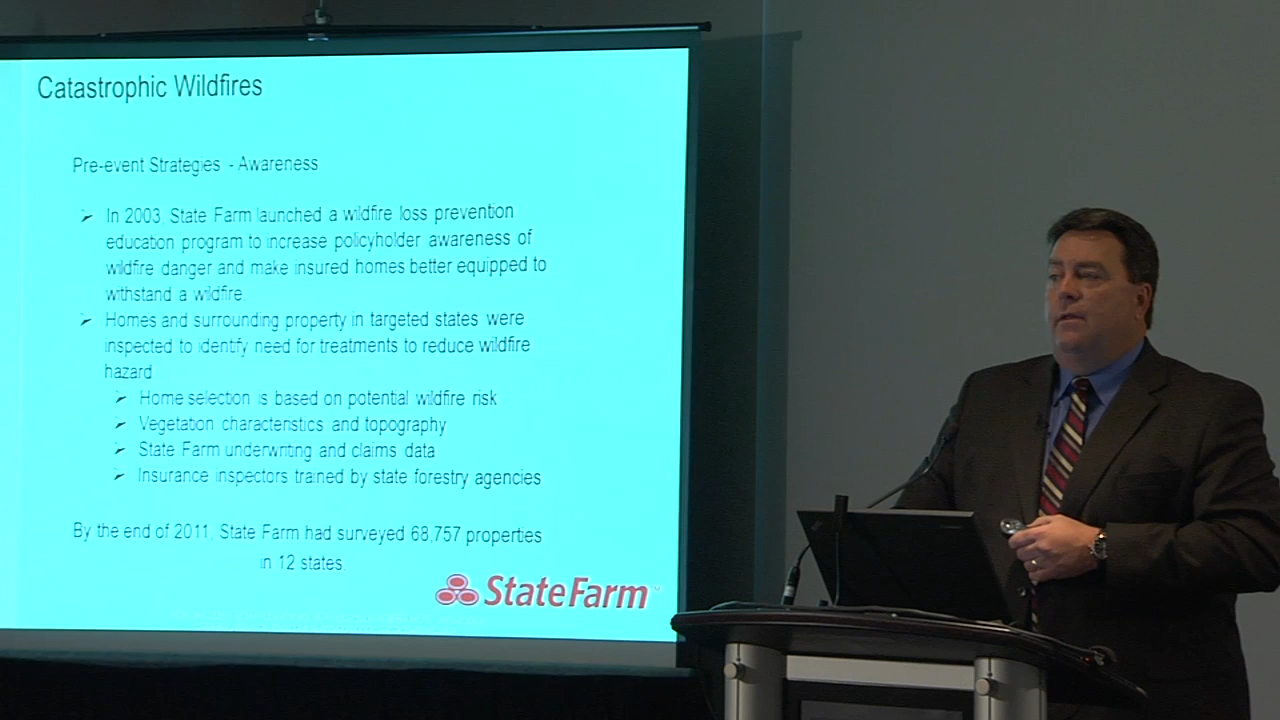 Catastrophic Wildfires
Pre-event Strategies - Awareness
➢ In 2003, State Farm launched a wildfire loss prevention
education program to increase policyholder awareness of
wildfire danger and make insured homes better equipped to
withstand a wildfire.
➢ Homes and surrounding property in targeted states were
inspected to identify need for treatments to reduce wildfire
hazard
➢ Home selection is based on potential wildfire risk
➢ Vegetation characteristics and topography
➢ State Farm underwriting and claims data
➢ Insurance inspectors trained by state forestry agencies
By the end of 2011, State Farm had surveyed 68,757 properties
in 12 states.
StateFarm™